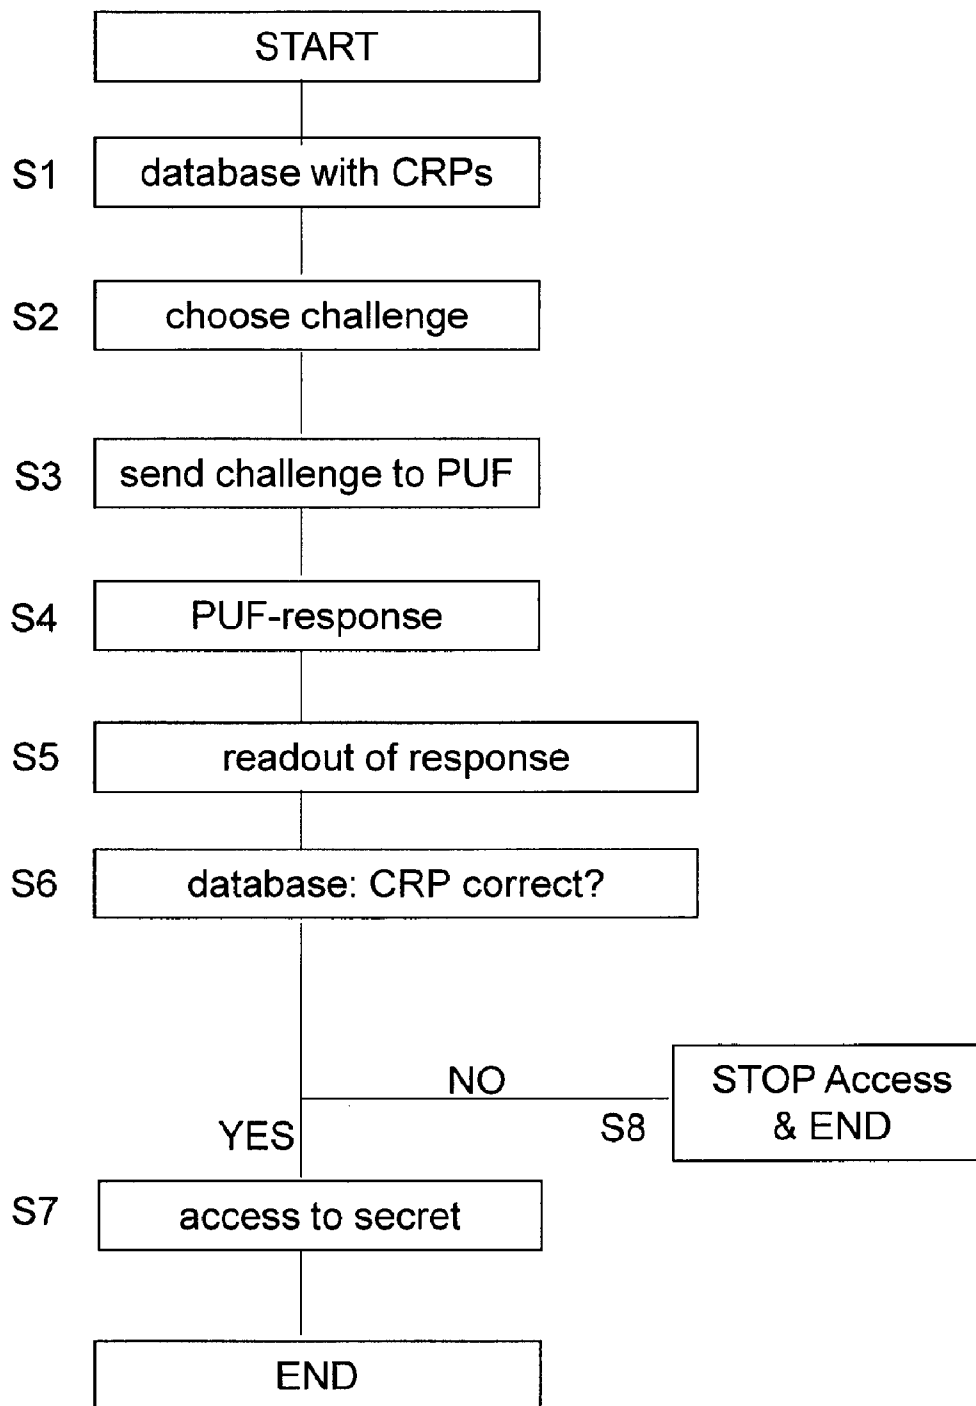 START
S1 database with CRPs
S2 choose challenge
S3 send challenge to PUF
S4 PUF-response
S5 readout of response
S6 database: CRP correct?
NO
STOP Access
& END
S8
YES
S7 access to secret
END